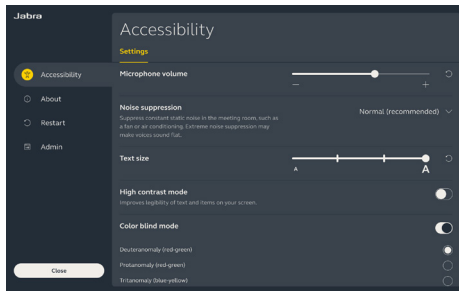 Jabra
Accessibility
Settings
Accessibility
About
Restart
Admin
Close
Microphone volume
− +
Noise suppression
Suppress constant static noise in the meeting room, such as
a fan or air conditioning. Extreme noise suppression may
make voices sound flat.
Normal (recommended)
Text size
A A
High contrast mode
Improves legibility of text and items on your screen.
Color blind mode
Deuteranomaly (red-green)
Protanomaly (red-green)
Tritanomaly (blue-yellow)